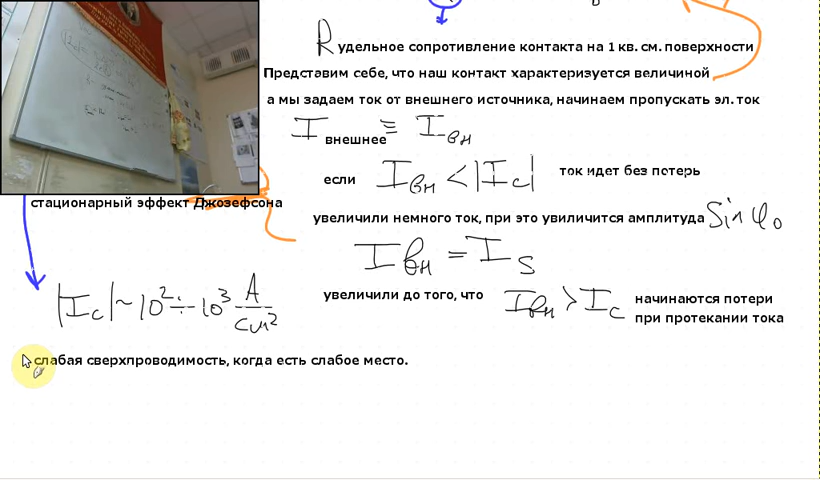 R удельное сопротивление контакта на 1 кв. см. поверхности
Представим себе, что наш контакт характеризуется величиной
а мы задаем ток от внешнего источника, начинаем пропускать эл. ток
I внешнее ≡ I вн
если I вн < |I c| ток идет без потерь
стационарный эффект Джозефсона
увеличили немного ток, при это увиличится амплитуда Sin φ₀
I вн = I s
увеличили до того, что I вн > I c начинаются потери
при протекании тока
|I c| ~ 10² ÷ 10³ А/см²
слабая сверхпроводимость, когда есть слабое место.